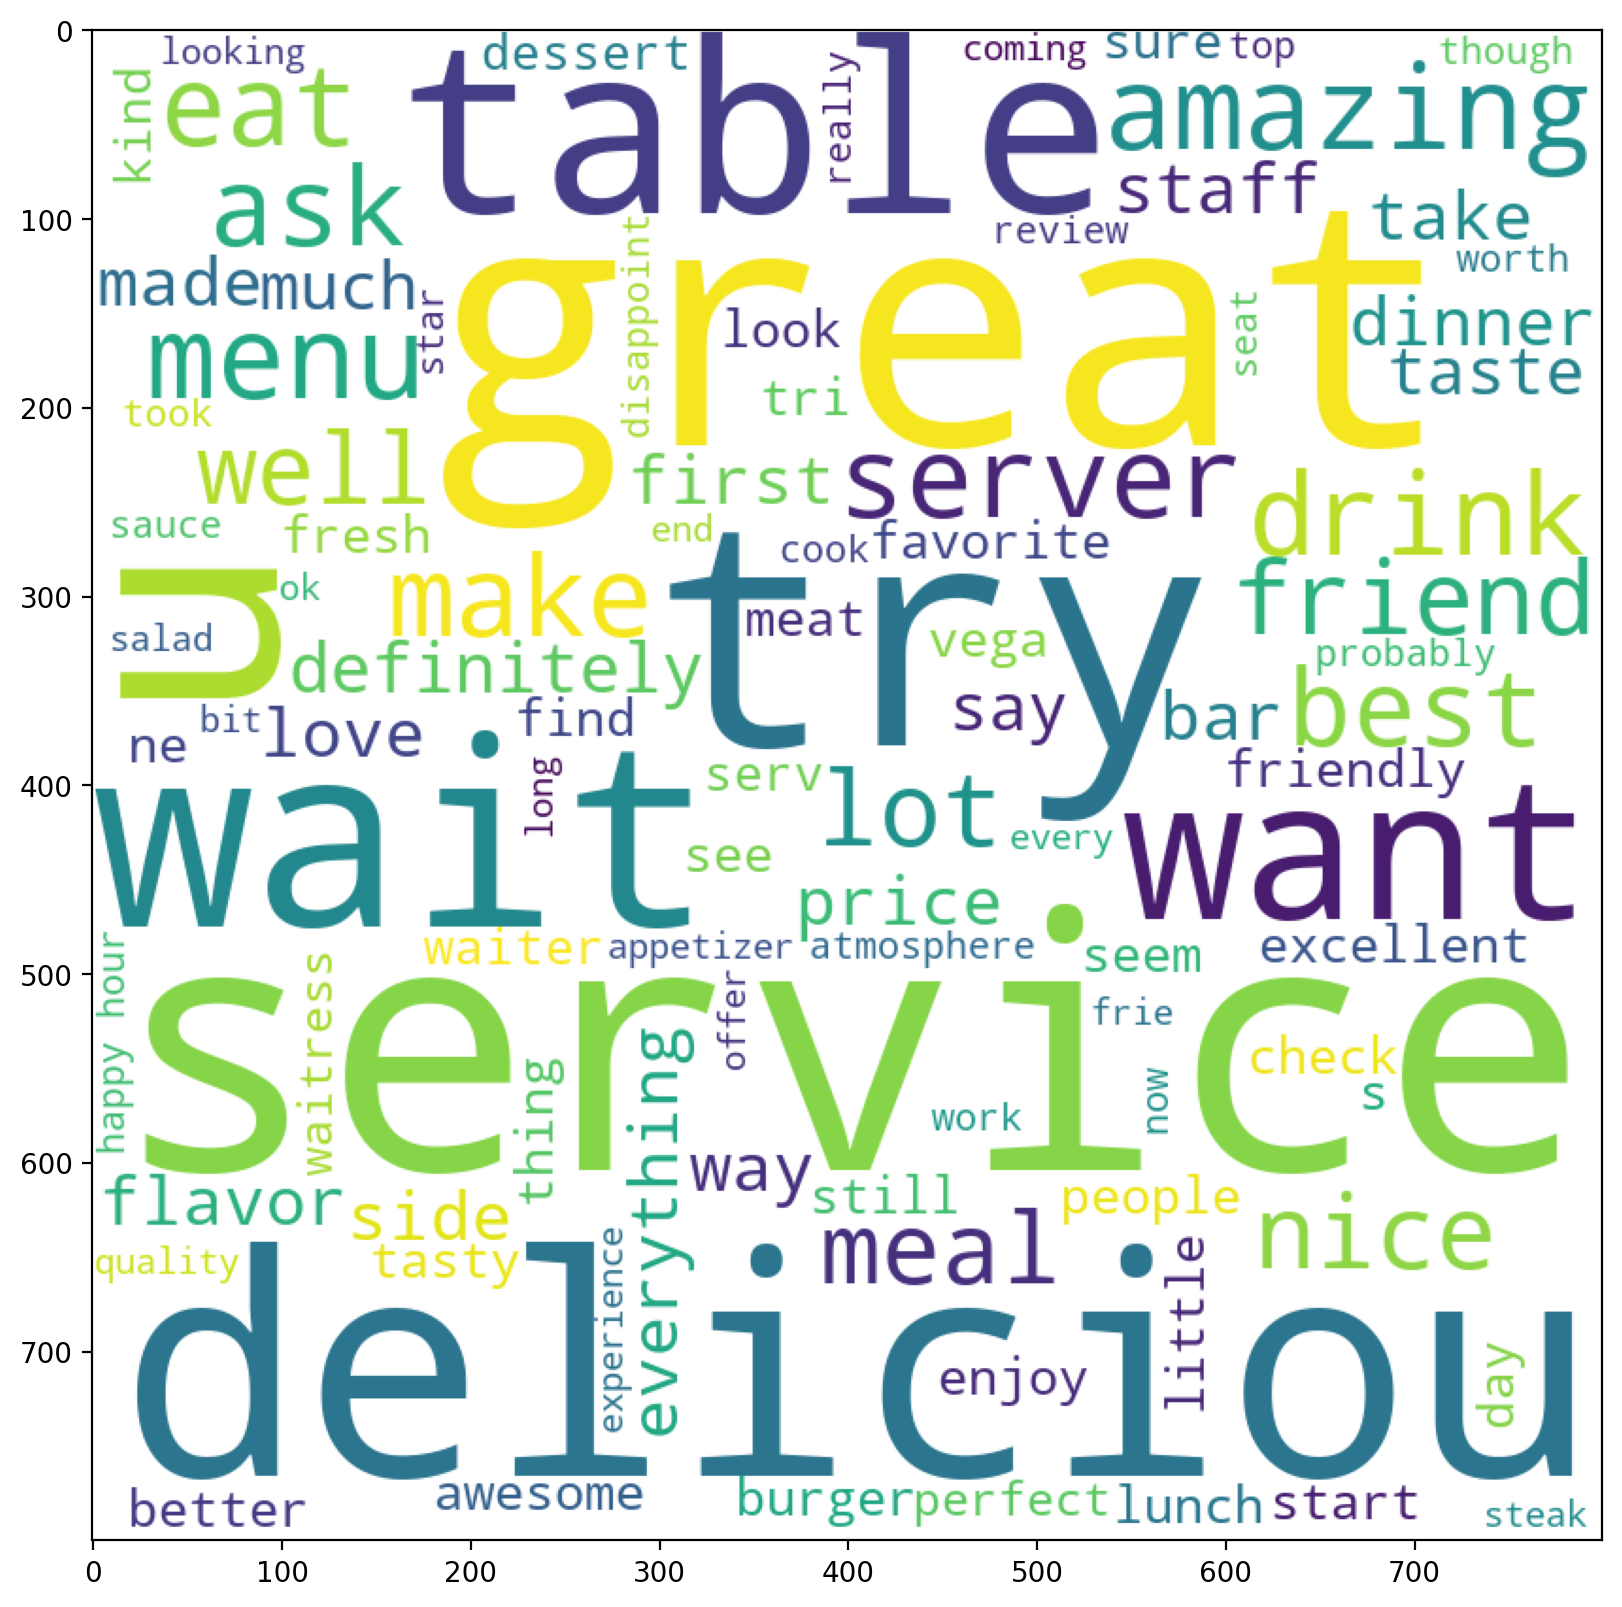 0
looking
dessert
coming
sure
top
though
kind
eat
table
really
amazing
ask
staff
100
review
take
made
much
great
worth
star
disappoint
look
seat
dinner
menu
taste
tri
200
took
well
first
server
drink
sauce
fresh
end
cook
favorite
u
ok
make
try
friend
300
meat
salad
vega
probably
definitely
say
best
bit
love
find
bar
ne
friendly
long
serv
lot
400
wait
want
every
see
price
waiter
appetizer
atmosphere
seem
excellent
500
happy hour
waitress
service
offer
frie
check
s
thing
everything
now
work
600
way
flavor
side
still
people
nice
meal
quality
tasty
experience
little
deliciou
700
enjoy
day
better
awesome
burger
perfect
lunch
start
steak
0 100 200 300 400 500 600 700